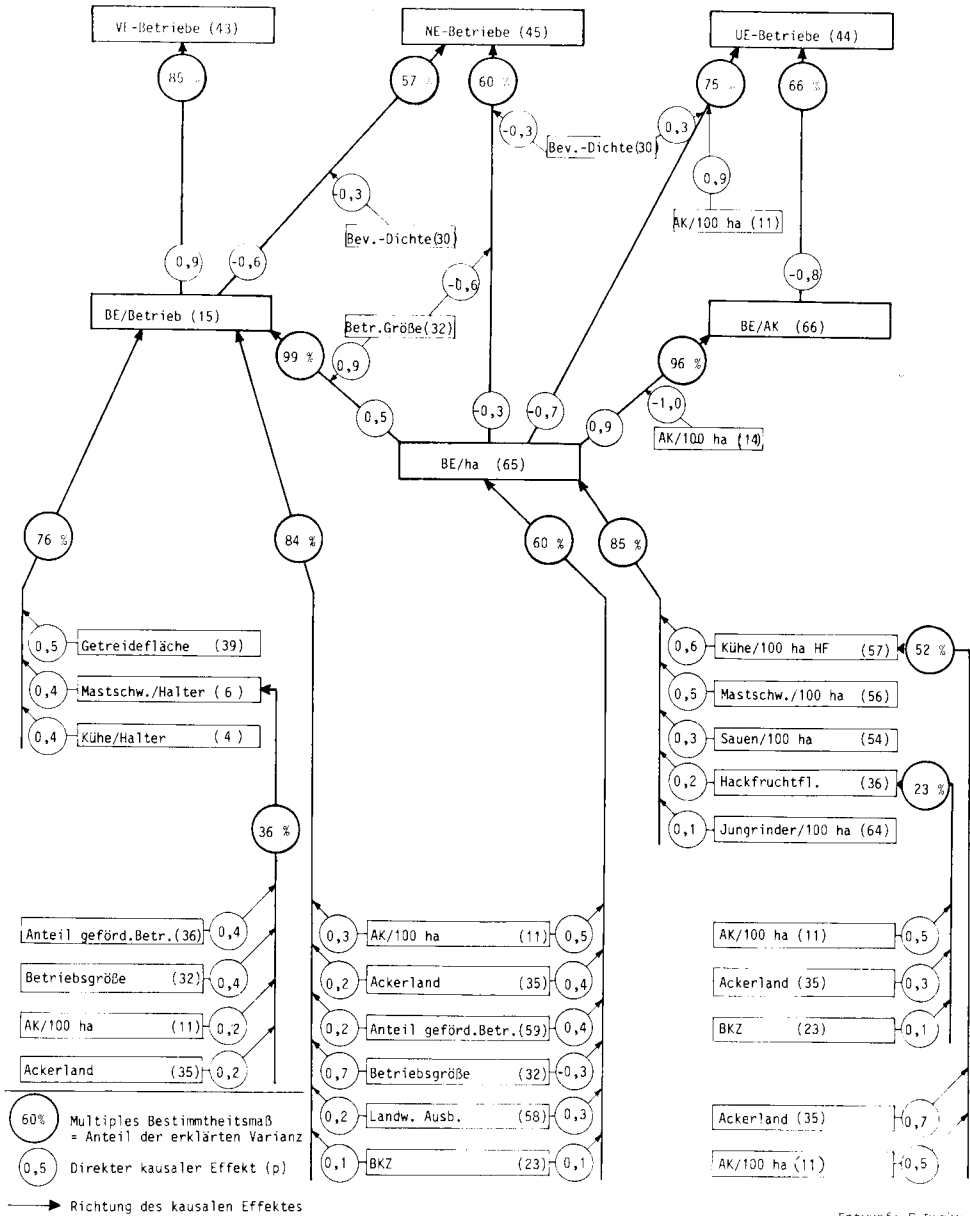 VE-Betriebe (43)
NE-Betriebe (45)
UE-Betriebe (44)
85 %
57 %
60 %
75 %
66 %
-0,3
Bev.-Dichte(30)
0,3
-0,3
Bev.-Dichte(30)
0,9
AK/100 ha (11)
0,9
-0,6
-0,6
-0,8
BE/Betrieb (15)
Betr.Größe(32)
BE/AK (66)
99 %
0,9
96 %
0,5
-0,3
-0,7
0,9
-1,0
AK/100 ha (14)
BE/ha (65)
76 %
84 %
60 %
85 %
0,5 Getreidefläche (39)
0,4 Mastschw./Halter (6)
0,4 Kühe/Halter (4)
0,6 Kühe/100 ha HF (57) 52 %
0,5 Mastschw./100 ha (56)
0,3 Sauen/100 ha (54)
0,2 Hackfruchtfl. (36) 23 %
0,1 Jungrinder/100 ha (64)
36 %
Anteil geförd.Betr.(36) 0,4
Betriebsgröße (32) 0,4
AK/100 ha (11) 0,2
Ackerland (35) 0,2
0,3 AK/100 ha (11) 0,5
0,2 Ackerland (35) 0,4
0,2 Anteil geförd.Betr.(59) 0,4
0,7 Betriebsgröße (32) -0,3
0,2 Landw. Ausb. (58) 0,3
0,1 BKZ (23) 0,1
AK/100 ha (11) 0,5
Ackerland (35) 0,3
BKZ (23) 0,1
Ackerland (35) 0,7
AK/100 ha (11) 0,5
60% Multiples Bestimmtheitsmaß
= Anteil der erklärten Varianz
0,5 Direkter kausaler Effekt (p)
Richtung des kausalen Effektes